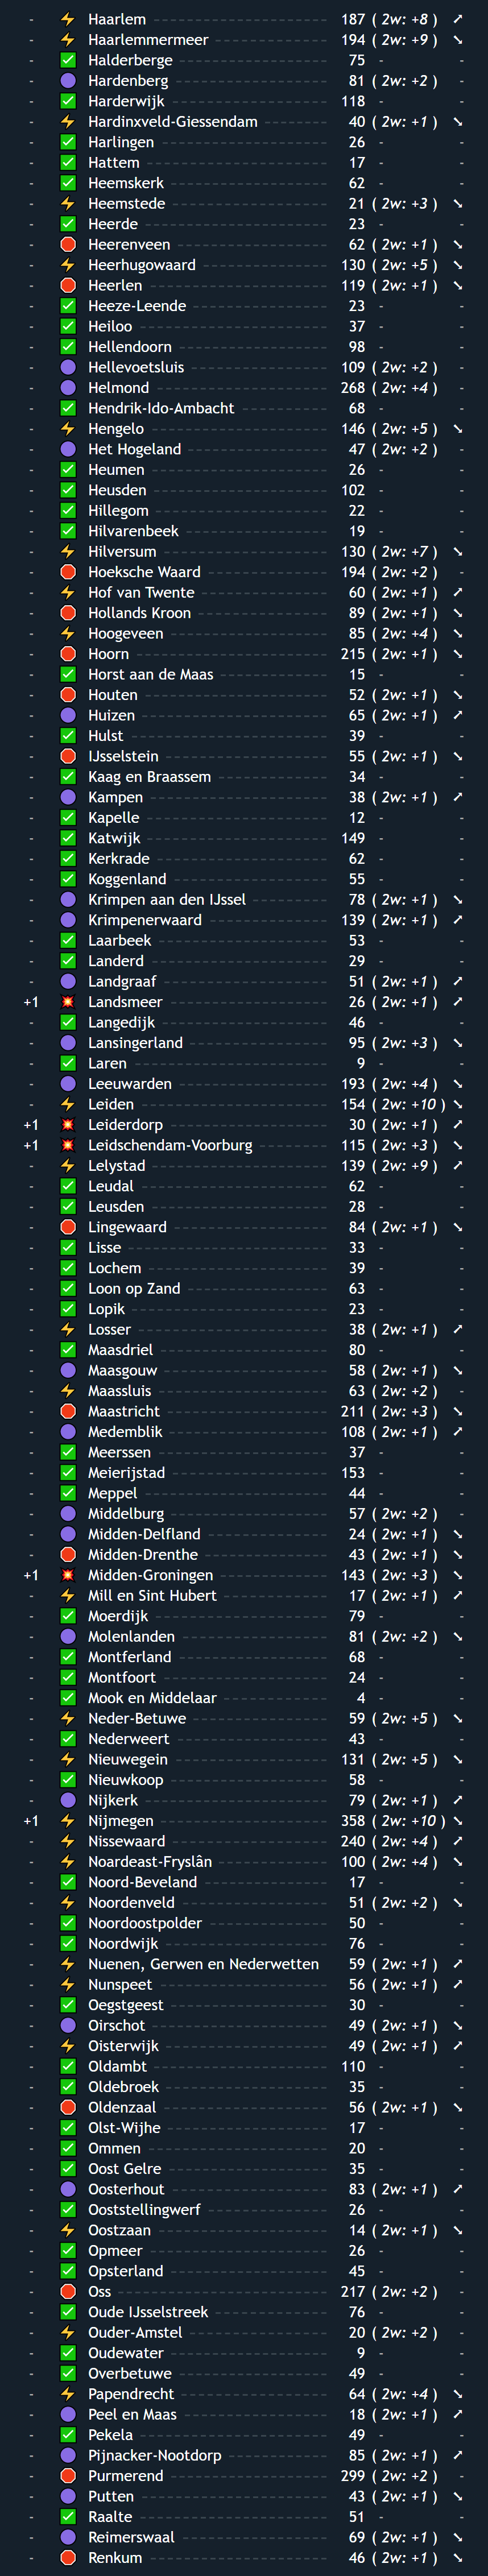 - ⚡ Haarlem 187 ( 2w: +8 ) ➚
- ⚡ Haarlemmermeer 194 ( 2w: +9 ) ➘
- ✅ Halderberge 75 - -
- 🟣 Hardenberg 81 ( 2w: +2 ) -
- ✅ Harderwijk 118 - -
- ⚡ Hardinxveld-Giessendam 40 ( 2w: +1 ) ➘
- ✅ Harlingen 26 - -
- ✅ Hattem 17 - -
- ✅ Heemskerk 62 - -
- ⚡ Heemstede 21 ( 2w: +3 ) ➘
- ✅ Heerde 23 - -
- 🛑 Heerenveen 62 ( 2w: +1 ) ➘
- ⚡ Heerhugowaard 130 ( 2w: +5 ) ➘
- 🛑 Heerlen 119 ( 2w: +1 ) ➘
- ✅ Heeze-Leende 23 - -
- ✅ Heiloo 37 - -
- ✅ Hellendoorn 98 - -
- 🟣 Hellevoetsluis 109 ( 2w: +2 ) -
- 🟣 Helmond 268 ( 2w: +4 ) -
- ✅ Hendrik-Ido-Ambacht 68 - -
- ⚡ Hengelo 146 ( 2w: +5 ) ➘
- 🟣 Het Hogeland 47 ( 2w: +2 ) -
- ✅ Heumen 26 - -
- ✅ Heusden 102 - -
- ✅ Hillegom 22 - -
- ✅ Hilvarenbeek 19 - -
- ⚡ Hilversum 130 ( 2w: +7 ) ➘
- 🛑 Hoeksche Waard 194 ( 2w: +2 ) -
- ⚡ Hof van Twente 60 ( 2w: +1 ) ➚
- 🛑 Hollands Kroon 89 ( 2w: +1 ) ➘
- ⚡ Hoogeveen 85 ( 2w: +4 ) ➘
- 🛑 Hoorn 215 ( 2w: +1 ) ➘
- ✅ Horst aan de Maas 15 - -
- 🛑 Houten 52 ( 2w: +1 ) ➘
- 🟣 Huizen 65 ( 2w: +1 ) ➚
- ✅ Hulst 39 - -
- 🛑 IJsselstein 55 ( 2w: +1 ) ➘
- ✅ Kaag en Braassem 34 - -
- 🟣 Kampen 38 ( 2w: +1 ) ➚
- ✅ Kapelle 12 - -
- ✅ Katwijk 149 - -
- ✅ Kerkrade 62 - -
- ✅ Koggenland 55 - -
- 🟣 Krimpen aan den IJssel 78 ( 2w: +1 ) ➘
- 🟣 Krimpenerwaard 139 ( 2w: +1 ) ➚
- ✅ Laarbeek 53 - -
- ✅ Landerd 29 - -
- 🟣 Landgraaf 51 ( 2w: +1 ) ➚
+1 💥 Landsmeer 26 ( 2w: +1 ) ➚
- ✅ Langedijk 46 - -
- 🟣 Lansingerland 95 ( 2w: +3 ) ➘
- ✅ Laren 9 - -
- 🟣 Leeuwarden 193 ( 2w: +4 ) ➘
- ⚡ Leiden 154 ( 2w: +10 ) ➘
+1 💥 Leiderdorp 30 ( 2w: +1 ) ➚
+1 💥 Leidschendam-Voorburg 115 ( 2w: +3 ) ➘
- ⚡ Lelystad 139 ( 2w: +9 ) ➚
- ✅ Leudal 62 - -
- ✅ Leusden 28 - -
- 🛑 Lingewaard 84 ( 2w: +1 ) ➘
- ✅ Lisse 33 - -
- ✅ Lochem 39 - -
- ✅ Loon op Zand 63 - -
- ✅ Lopik 23 - -
- ⚡ Losser 38 ( 2w: +1 ) ➚
- ✅ Maasdriel 80 - -
- 🟣 Maasgouw 58 ( 2w: +1 ) ➘
- ⚡ Maassluis 63 ( 2w: +2 ) -
- 🛑 Maastricht 211 ( 2w: +3 ) ➘
- 🟣 Medemblik 108 ( 2w: +1 ) ➚
- ✅ Meerssen 37 - -
- ✅ Meierijstad 153 - -
- ✅ Meppel 44 - -
- 🟣 Middelburg 57 ( 2w: +2 ) -
- 🟣 Midden-Delfland 24 ( 2w: +1 ) ➘
- 🛑 Midden-Drenthe 43 ( 2w: +1 ) ➘
+1 💥 Midden-Groningen 143 ( 2w: +3 ) ➘
- ⚡ Mill en Sint Hubert 17 ( 2w: +1 ) ➚
- ✅ Moerdijk 79 - -
- 🟣 Molenlanden 81 ( 2w: +2 ) ➘
- ✅ Montferland 68 - -
- ✅ Montfoort 24 - -
- ✅ Mook en Middelaar 4 - -
- ⚡ Neder-Betuwe 59 ( 2w: +5 ) ➘
- ✅ Nederweert 43 - -
- ⚡ Nieuwegein 131 ( 2w: +5 ) ➘
- ✅ Nieuwkoop 58 - -
- 🟣 Nijkerk 79 ( 2w: +1 ) ➚
+1 ⚡ Nijmegen 358 ( 2w: +10 ) ➘
- ⚡ Nissewaard 240 ( 2w: +4 ) ➚
- ⚡ Noardeast-Fryslân 100 ( 2w: +4 ) ➘
- ✅ Noord-Beveland 17 - -
- ⚡ Noordenveld 51 ( 2w: +2 ) ➘
- ✅ Noordoostpolder 50 - -
- ✅ Noordwijk 76 - -
- ⚡ Nuenen, Gerwen en Nederwetten 59 ( 2w: +1 ) ➚
- ⚡ Nunspeet 56 ( 2w: +1 ) ➚
- ✅ Oegstgeest 30 - -
- 🟣 Oirschot 49 ( 2w: +1 ) ➘
- ⚡ Oisterwijk 49 ( 2w: +1 ) ➚
- ✅ Oldambt 110 - -
- ✅ Oldebroek 35 - -
- 🛑 Oldenzaal 56 ( 2w: +1 ) ➘
- ✅ Olst-Wijhe 17 - -
- ✅ Ommen 20 - -
- ✅ Oost Gelre 35 - -
- 🟣 Oosterhout 83 ( 2w: +1 ) ➚
- ✅ Ooststellingwerf 26 - -
- ⚡ Oostzaan 14 ( 2w: +1 ) ➘
- ✅ Opmeer 26 - -
- ✅ Opsterland 45 - -
- 🛑 Oss 217 ( 2w: +2 ) -
- ✅ Oude IJsselstreek 76 - -
- ⚡ Ouder-Amstel 20 ( 2w: +2 ) -
- ✅ Oudewater 9 - -
- ✅ Overbetuwe 49 - -
- ⚡ Papendrecht 64 ( 2w: +4 ) ➘
- 🟣 Peel en Maas 18 ( 2w: +1 ) ➚
- ✅ Pekela 49 - -
- 🟣 Pijnacker-Nootdorp 85 ( 2w: +1 ) ➚
- 🛑 Purmerend 299 ( 2w: +2 ) -
- 🟣 Putten 43 ( 2w: +1 ) ➘
- ✅ Raalte 51 - -
- 🟣 Reimerswaal 69 ( 2w: +1 ) ➘
- 🛑 Renkum 46 ( 2w: +1 ) ➘